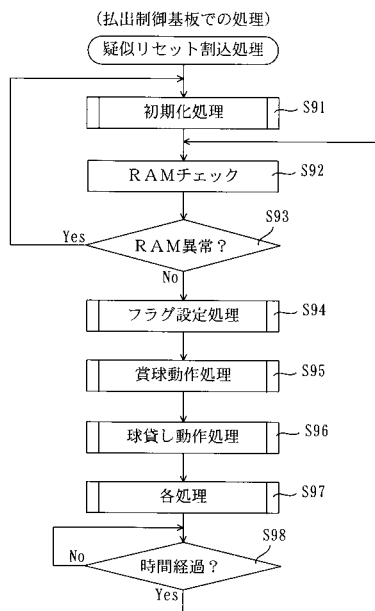 (払出制御基板での処理)
疑似リセット割込処理
初期化処理
S91
RAMチェック
S92
S93
RAM異常?
Yes
No
フラグ設定処理
S94
賞球動作処理
S95
球貸し動作処理
S96
各処理
S97
S98
時間経過?
No
Yes